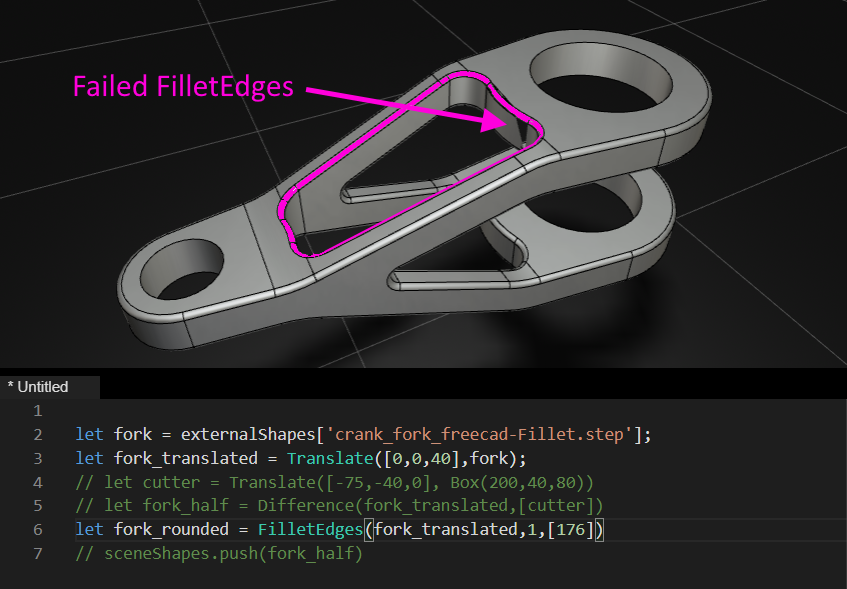 Failed FilletEdges
* Untitled
1
2 let fork = externalShapes['crank_fork_freecad-Fillet.step'];
3 let fork_translated = Translate([0,0,40],fork);
4 // let cutter = Translate([-75,-40,0], Box(200,40,80))
5 // let fork_half = Difference(fork_translated,[cutter])
6 let fork_rounded = FilletEdges(fork_translated,1,[176])
7 // sceneShapes.push(fork_half)